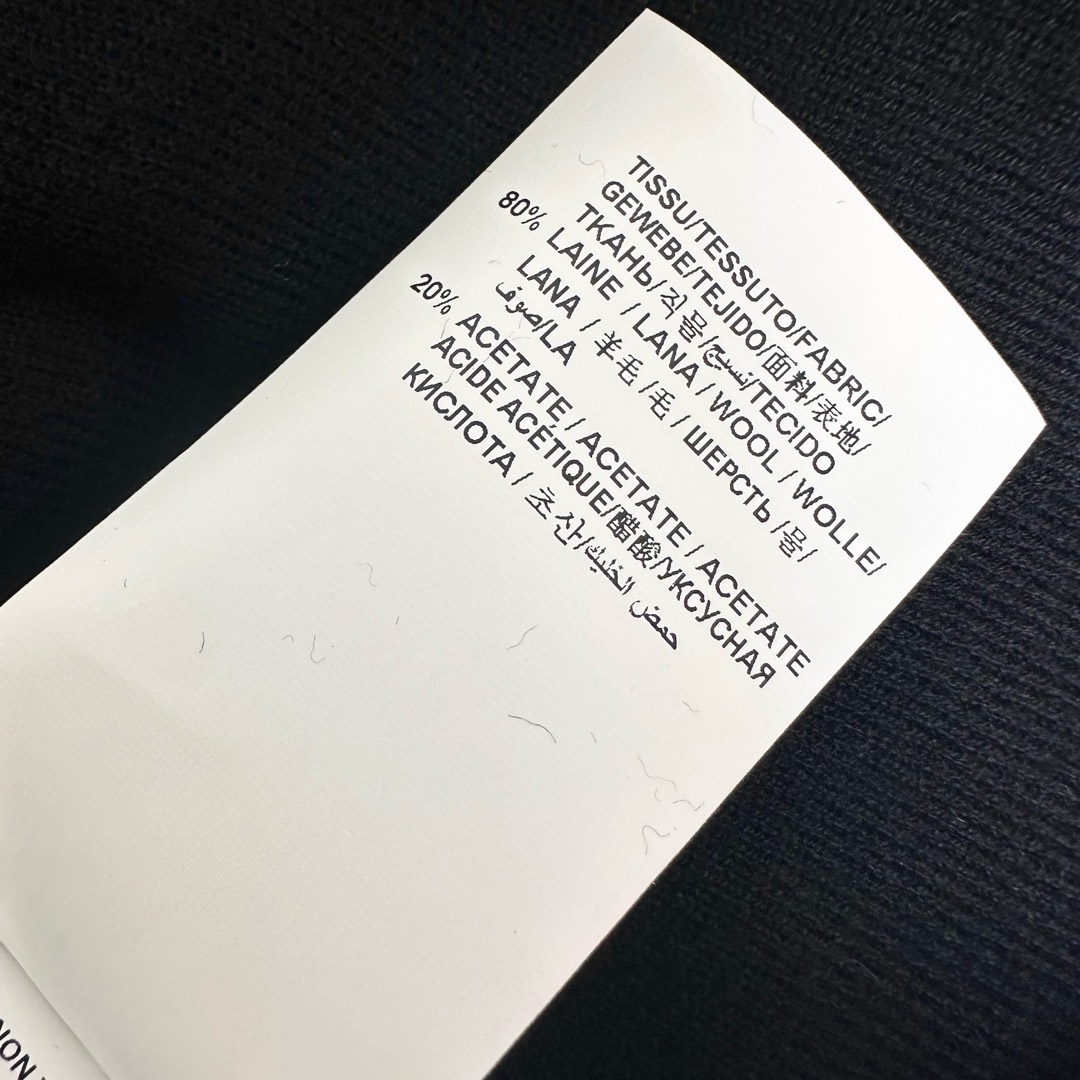 TISSU/TESSUTO/FABRIC/
GEWEBE/TEJIDO/面料/表地/
ТКАНЬ/직물/نسيج/TECIDO
80% LAINE / LANA / WOOL / WOLLE/
LANA / 羊毛/毛 / ШЕРСТЬ /울/
صوف/LA
20% ACETATE / ACETATE / ACETATE
ACIDE ACÉTIQUE/醋酸/УКСУСНАЯ
КИСЛОТА / 초산/حمض الخليك
NON